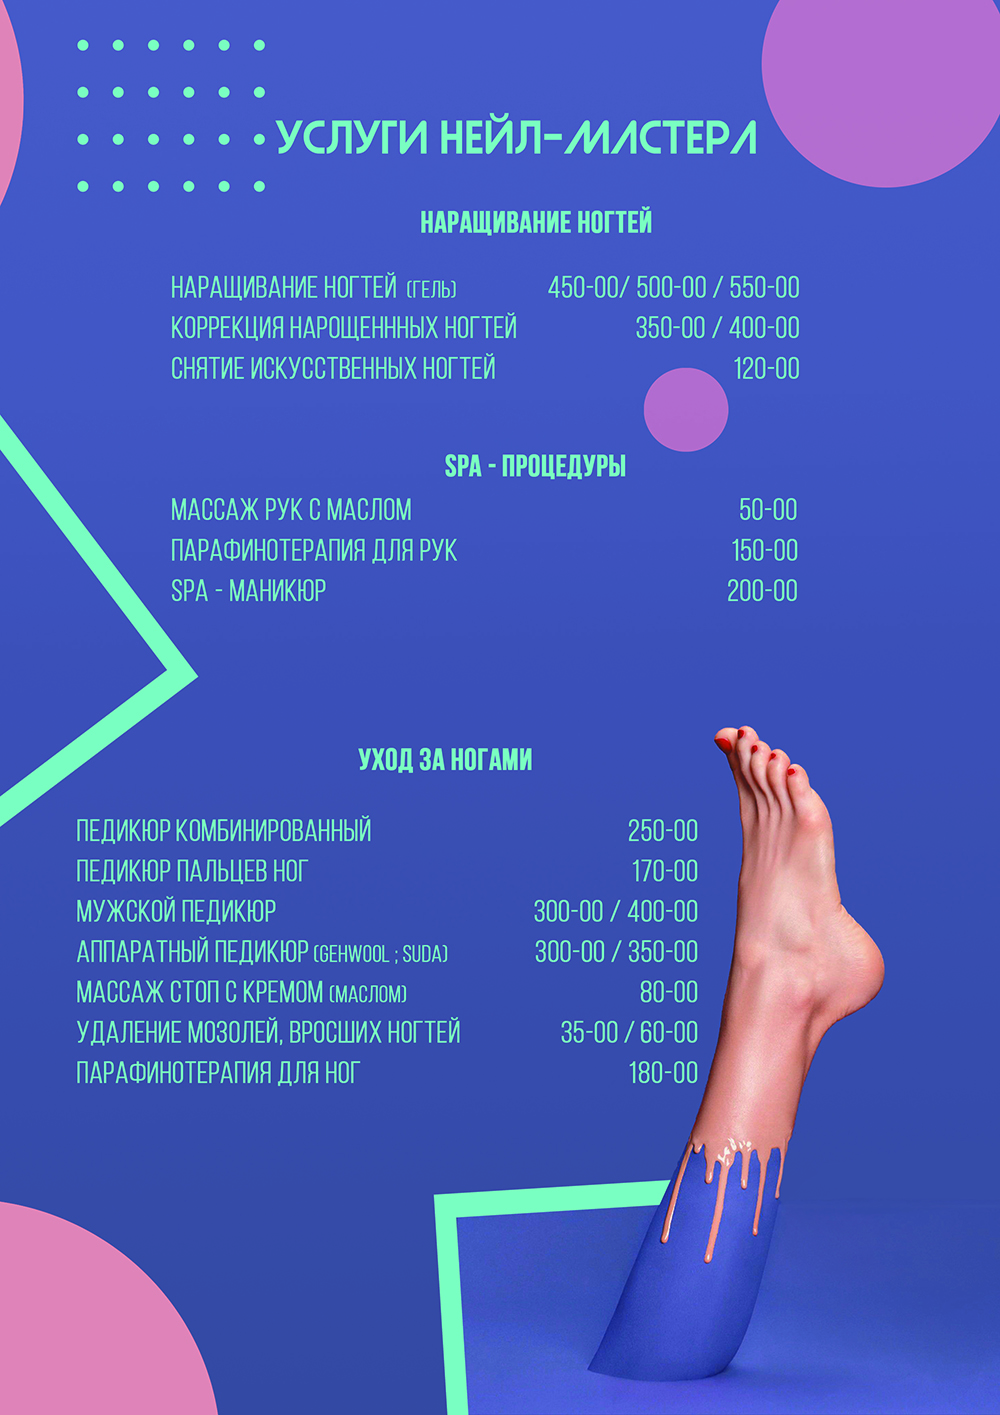 УСЛУГИ НЕЙЛ-МАСТЕРА
НАРАЩИВАНИЕ НОГТЕЙ
НАРАЩИВАНИЕ НОГТЕЙ (ГЕЛЬ) 450-00/ 500-00 / 550-00
КОРРЕКЦИЯ НАРОЩЕНННЫХ НОГТЕЙ 350-00 / 400-00
СНЯТИЕ ИСКУССТВЕННЫХ НОГТЕЙ 120-00
SPA - ПРОЦЕДУРЫ
МАССАЖ РУК С МАСЛОМ 50-00
ПАРАФИНОТЕРАПИЯ ДЛЯ РУК 150-00
SPA - МАНИКЮР 200-00
УХОД ЗА НОГАМИ
ПЕДИКЮР КОМБИНИРОВАННЫЙ 250-00
ПЕДИКЮР ПАЛЬЦЕВ НОГ 170-00
МУЖСКОЙ ПЕДИКЮР 300-00 / 400-00
АППАРАТНЫЙ ПЕДИКЮР (GEHWOOL ; SUDA) 300-00 / 350-00
МАССАЖ СТОП С КРЕМОМ (МАСЛОМ) 80-00
УДАЛЕНИЕ МОЗОЛЕЙ, ВРОСШИХ НОГТЕЙ 35-00 / 60-00
ПАРАФИНОТЕРАПИЯ ДЛЯ НОГ 180-00